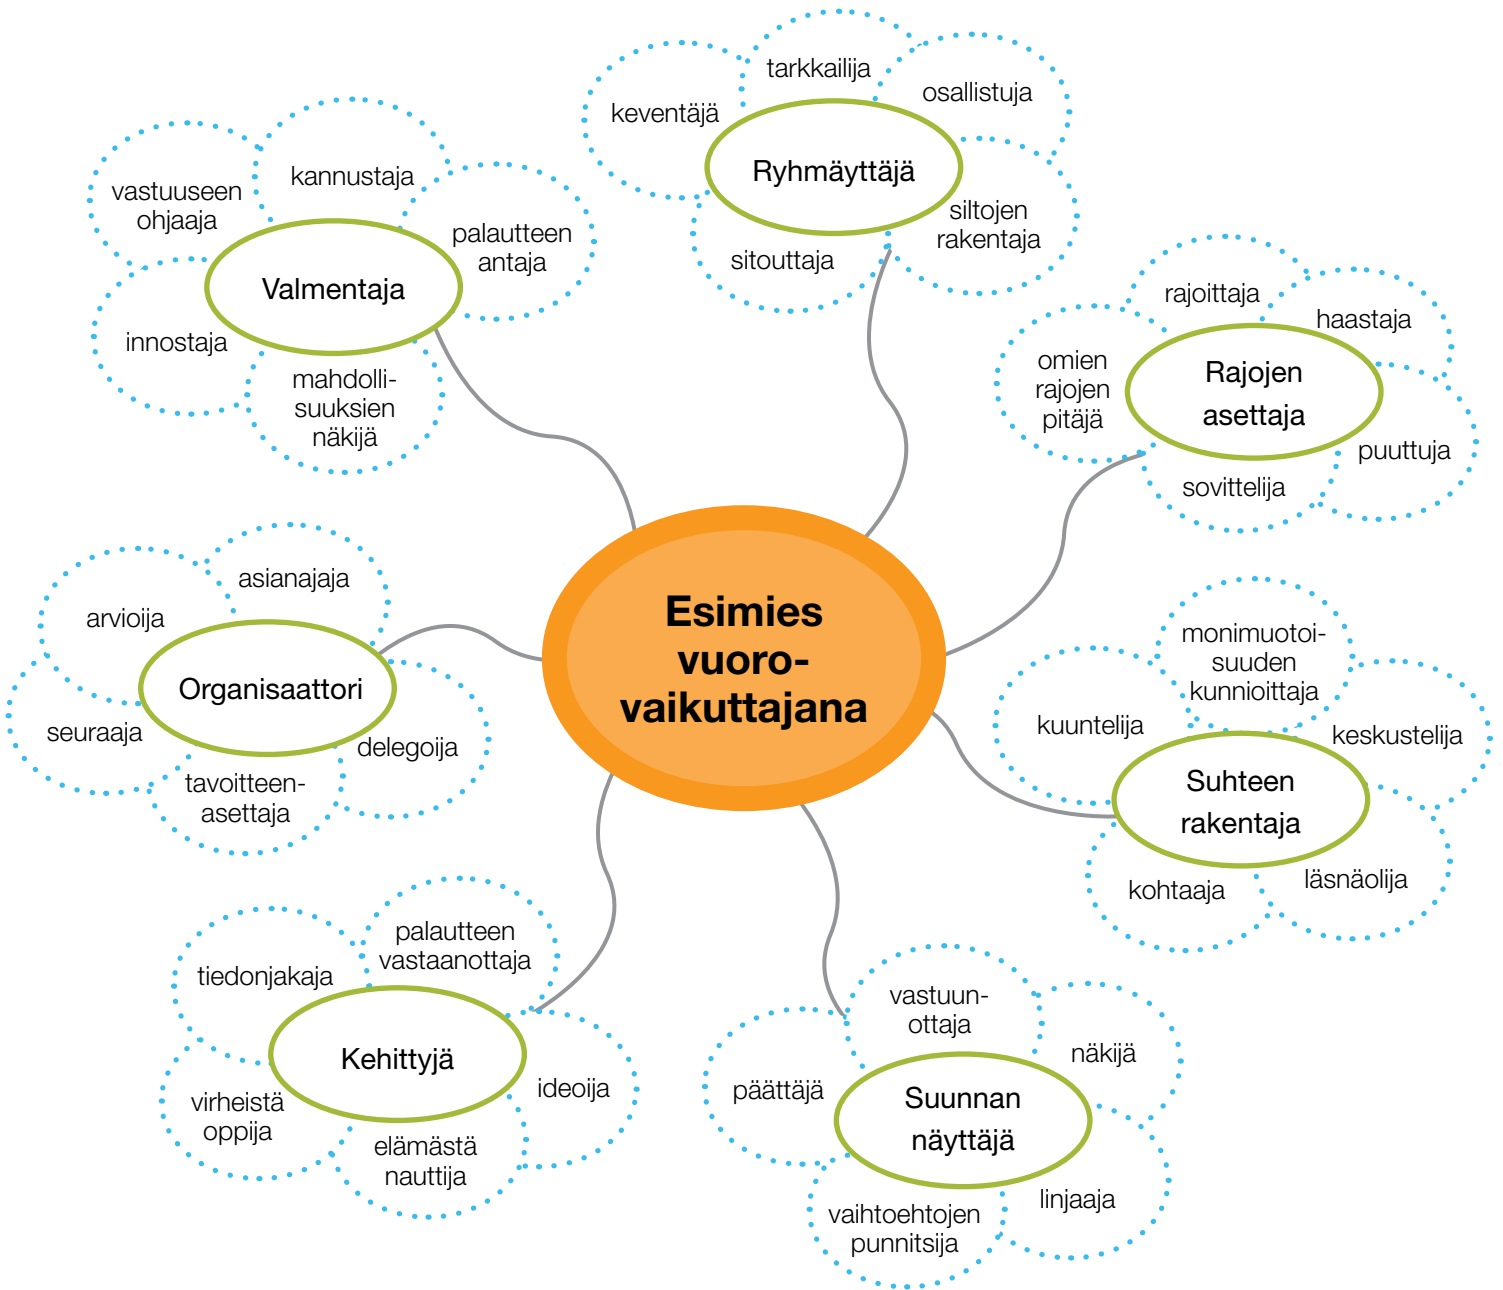 Esimies
vuoro-
vaikuttajana
Ryhmäyttäjä
keventäjä
tarkkailija
osallistuja
siltojen
rakentaja
sitouttaja
Rajojen
asettaja
omien
rajojen
pitäjä
rajoittaja
haastaja
puuttuja
sovittelija
Suhteen
rakentaja
kuuntelija
monimuotoi-
suuden
kunnioittaja
keskustelija
läsnäolija
kohtaaja
Suunnan
näyttäjä
päättäjä
vastuun-
ottaja
näkijä
linjaaja
vaihtoehtojen
punnitsija
Kehittyjä
tiedonjakaja
palautteen
vastaanottaja
ideoija
elämästä
nauttija
virheistä
oppija
Organisaattori
arvioija
asianajaja
delegoija
tavoitteen-
asettaja
seuraaja
Valmentaja
vastuuseen
ohjaaja
kannustaja
palautteen
antaja
mahdolli-
suuksien
näkijä
innostaja